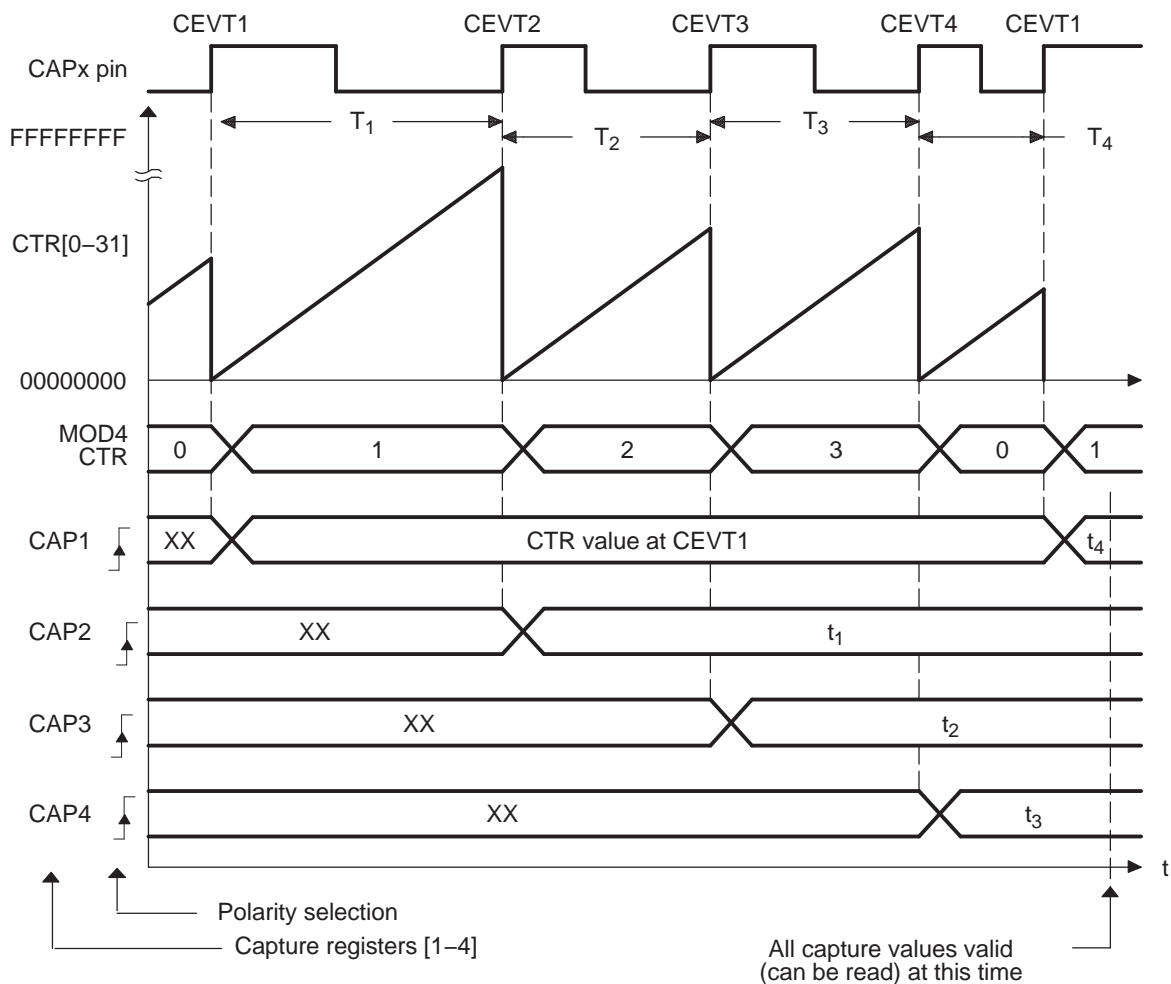 CEVT1 CEVT2 CEVT3 CEVT4 CEVT1
CAPx pin
T1 T2 T3 T4
FFFFFFFF
CTR[0−31]
00000000
MOD4
CTR
0 1 2 3 0 1
CAP1 XX CTR value at CEVT1 t4
CAP2 XX t1
CAP3 XX t2
CAP4 XX t3
t
Polarity selection
Capture registers [1−4]
All capture values valid
(can be read) at this time